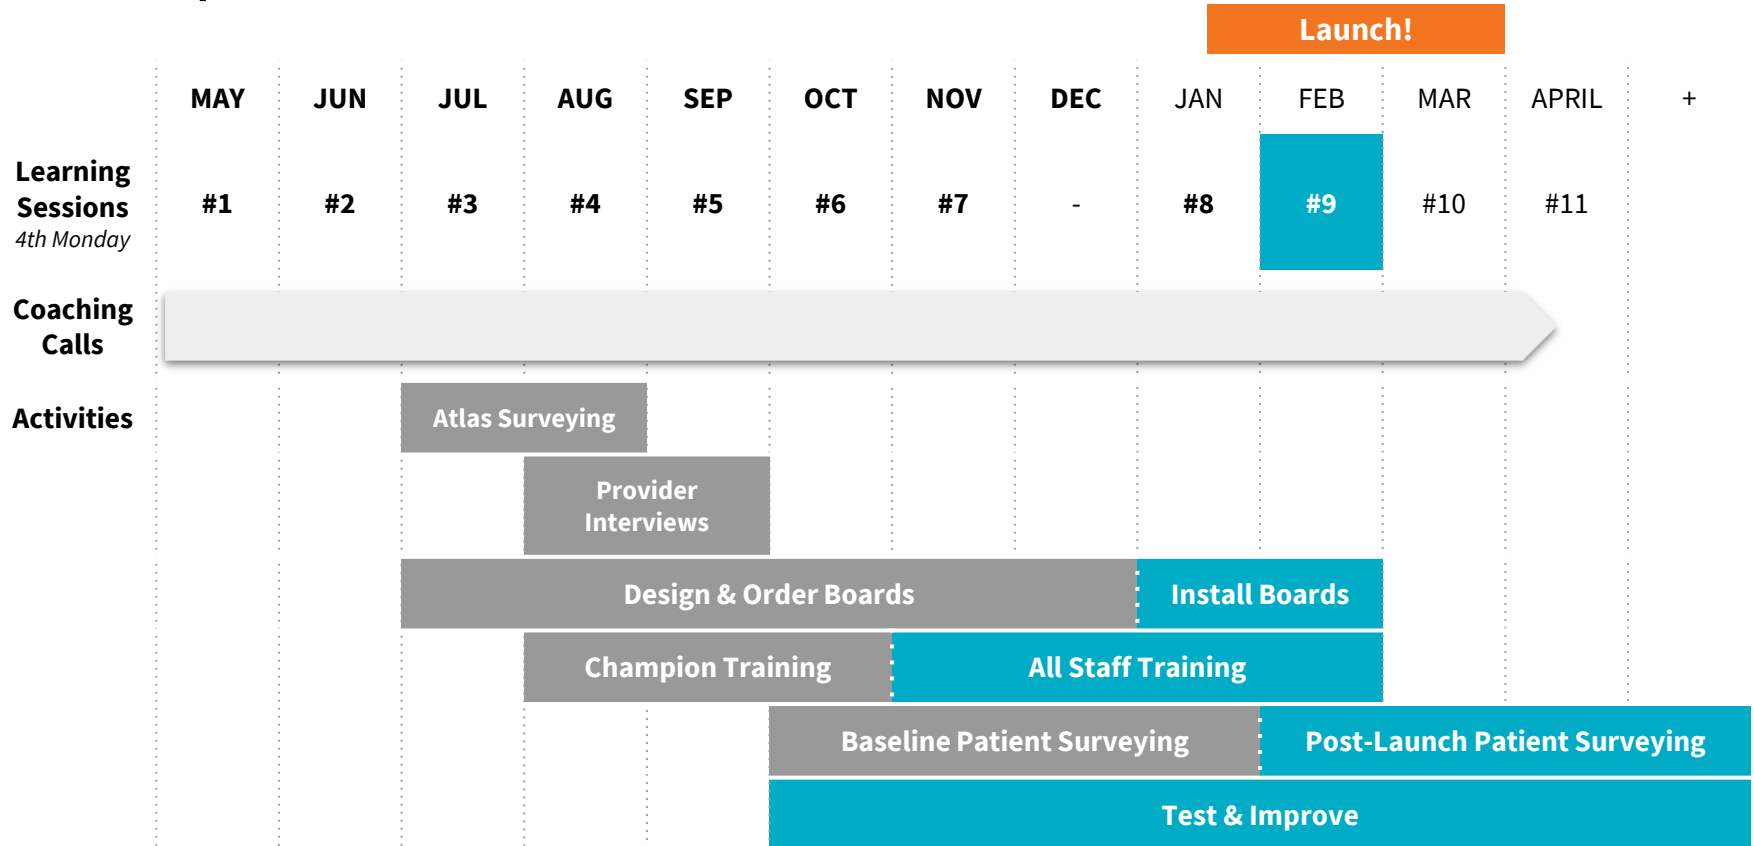 Launch!
MAY JUN JUL AUG SEP OCT NOV DEC JAN FEB MAR APRIL +
Learning
Sessions
4th Monday
#1 #2 #3 #4 #5 #6 #7 - #8 #9 #10 #11
Coaching
Calls
Activities
Atlas Surveying
Provider
Interviews
Design & Order Boards
Install Boards
Champion Training
All Staff Training
Baseline Patient Surveying
Post-Launch Patient Surveying
Test & Improve